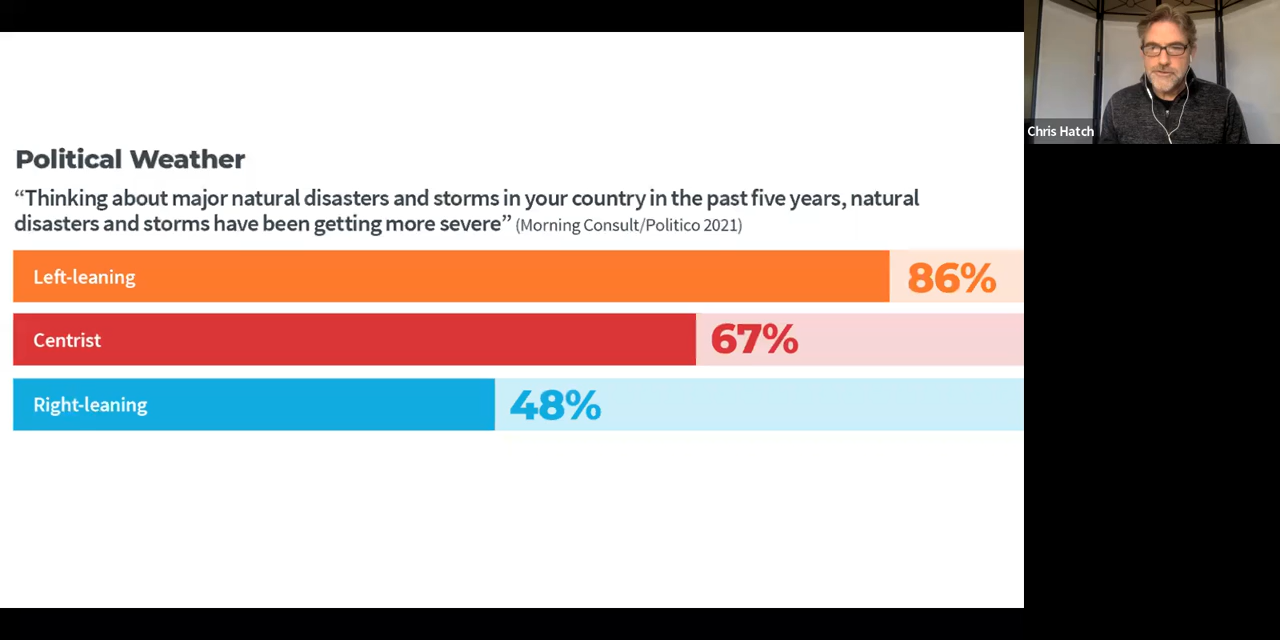 Political Weather
“Thinking about major natural disasters and storms in your country in the past five years, natural
disasters and storms have been getting more severe” (Morning Consult/Politico 2021)
Left-leaning 86%
Centrist 67%
Right-leaning 48%
Chris Hatch